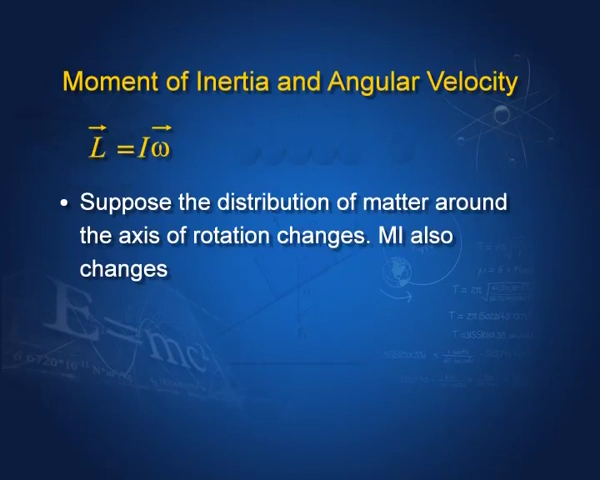 Moment of Inertia and Angular Velocity
L⃗ = Iω⃗
• Suppose the distribution of matter around
the axis of rotation changes. MI also
changes
E=mc²